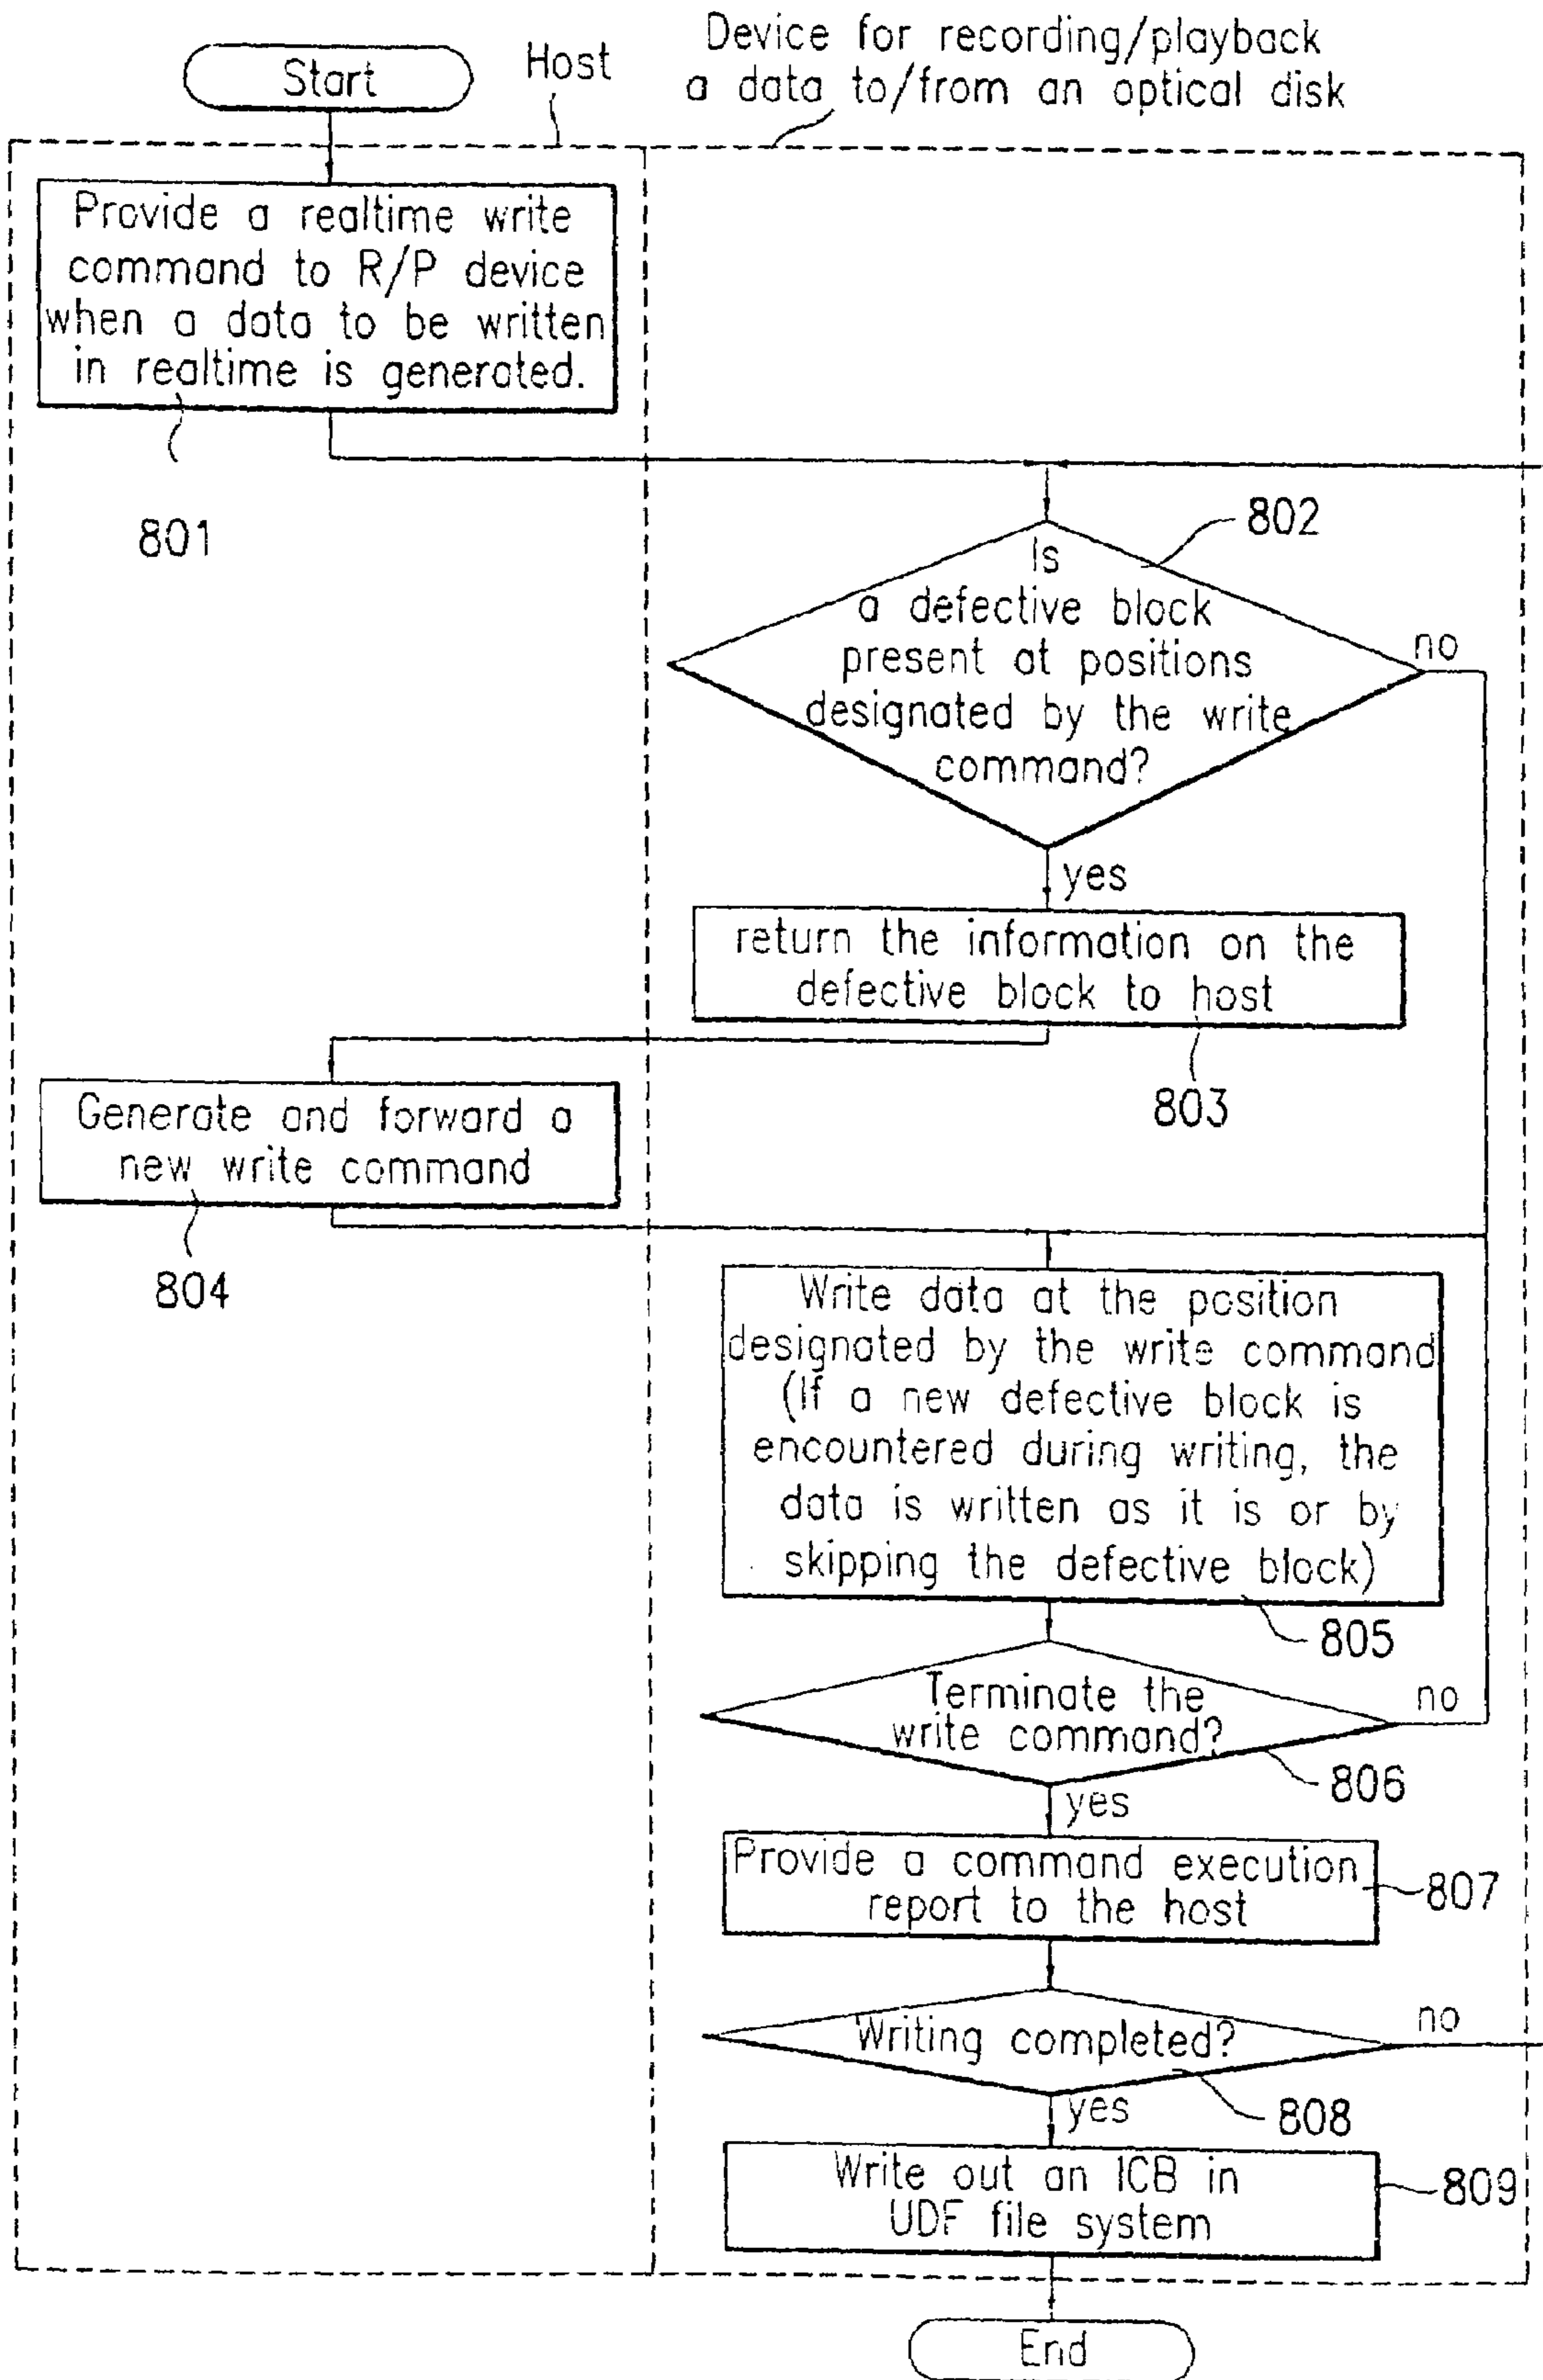 Start
Host
Device for recording/playback
a data to/from an optical disk
Provide a realtime write
command to R/P device
when a data to be written
in realtime is generated.
801
802
Is
a defective block
present at positions
designated by the write
command?
no
yes
return the information on the
defective block to host
803
Generate and forward a
new write command
804
Write data at the position
designated by the write command
(If a new defective block is
encountered during writing, the
data is written as it is or by
skipping the defective block)
805
Terminate the
write command?
no
806
yes
Provide a command execution
report to the host
807
Writing completed?
no
808
yes
Write out an ICB in
UDF file system
809
End